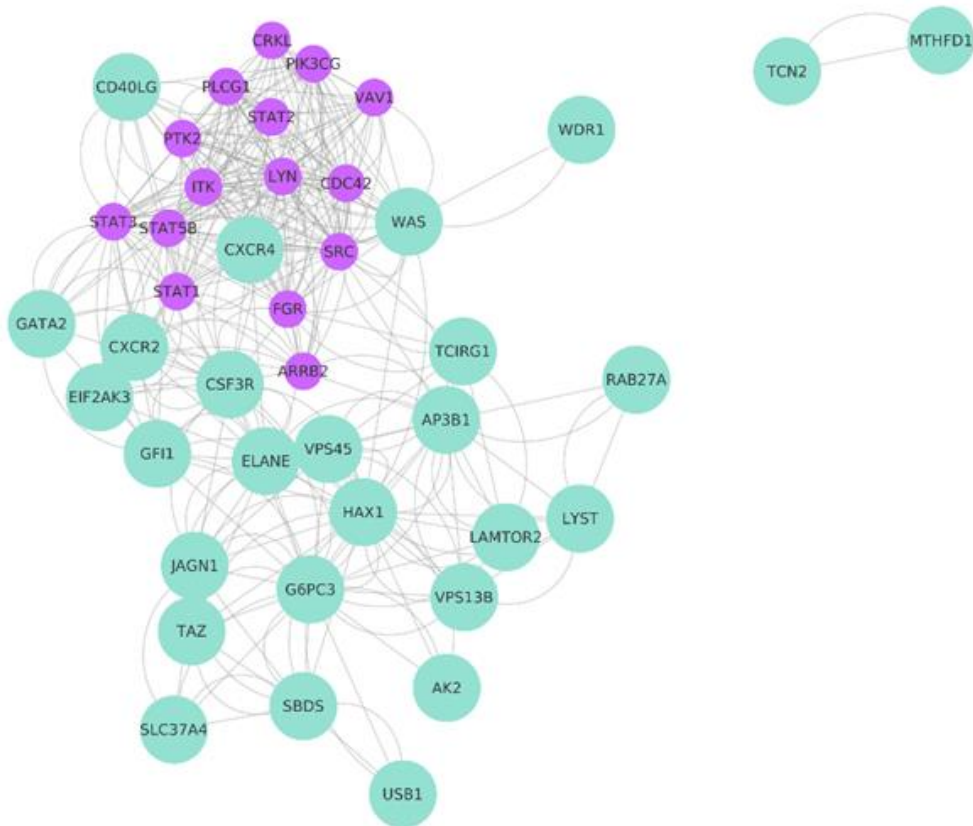 CRKL
MTHFD1
PIK3CG
TCN2
CD40LG
PLCG1
VAV1
STAT2
WDR1
PTK2
LYN
CDC42
ITK
STAT3
STAT5B
WAS
CXCR4
SRC
STAT1
FGR
GATA2
CXCR2
TCIRG1
ARRB2
RAB27A
CSF3R
EIF2AK3
AP3B1
GFI1
VPS45
ELANE
HAX1
LYST
LAMTOR2
JAGN1
G6PC3
VPS13B
TAZ
AK2
SBDS
SLC37A4
USB1